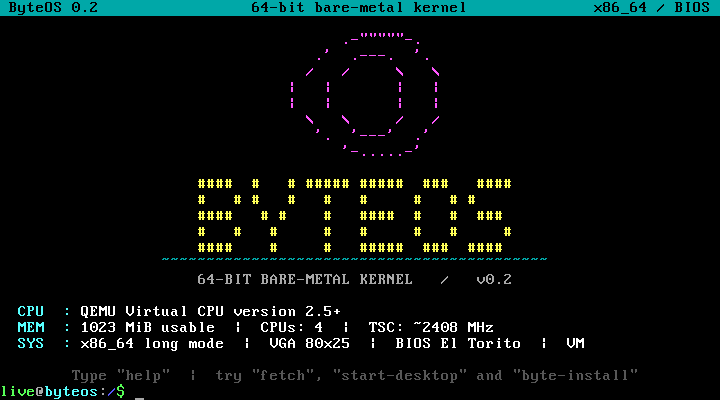 ByteOS 0.2 64-bit bare-metal kernel x86_64 / BIOS
BYTEOS
64-BIT BARE-METAL KERNEL / v0.2
CPU : QEMU Virtual CPU version 2.5+
MEM : 1023 MiB usable ¦ CPUs: 4 ¦ TSC: ~2408 MHz
SYS : x86_64 long mode ¦ VGA 80x25 ¦ BIOS El Torito ¦ VM
Type "help" ¦ try "fetch", "start-desktop" and "byte-install"
live@byteos:/$ _